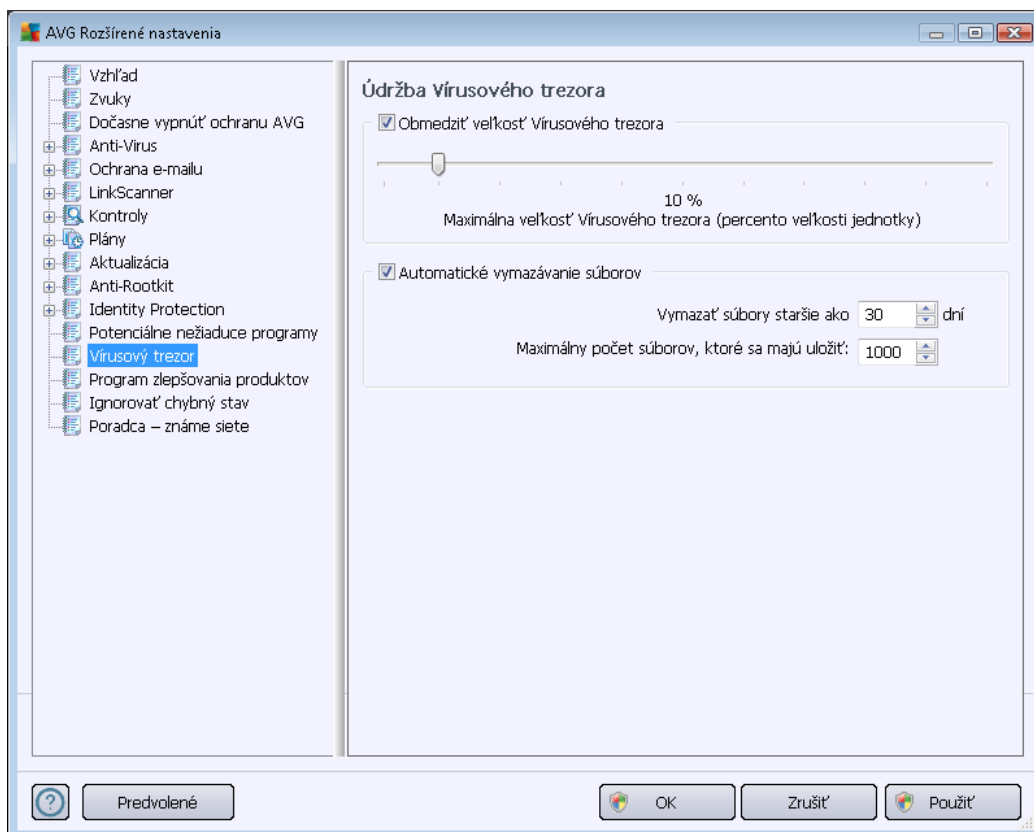 AVG Rozšírené nastavenia
Vzhľad
Zvuky
Dočasne vypnúť ochranu AVG
Anti-Virus
Ochrana e-mailu
LinkScanner
Kontroly
Plány
Aktualizácia
Anti-Rootkit
Identity Protection
Potenciálne nežiaduce programy
Vírusový trezor
Program zlepšovania produktov
Ignorovať chybný stav
Poradca – známe siete
Údržba Vírusového trezora
Obmedziť veľkosť Vírusového trezora
10 %
Maximálna veľkosť Vírusového trezora (percento veľkosti jednotky)
Automatické vymazávanie súborov
Vymazať súbory staršie ako 30 dní
Maximálny počet súborov, ktoré sa majú uložiť: 1000
? Predvolené OK Zrušiť Použiť